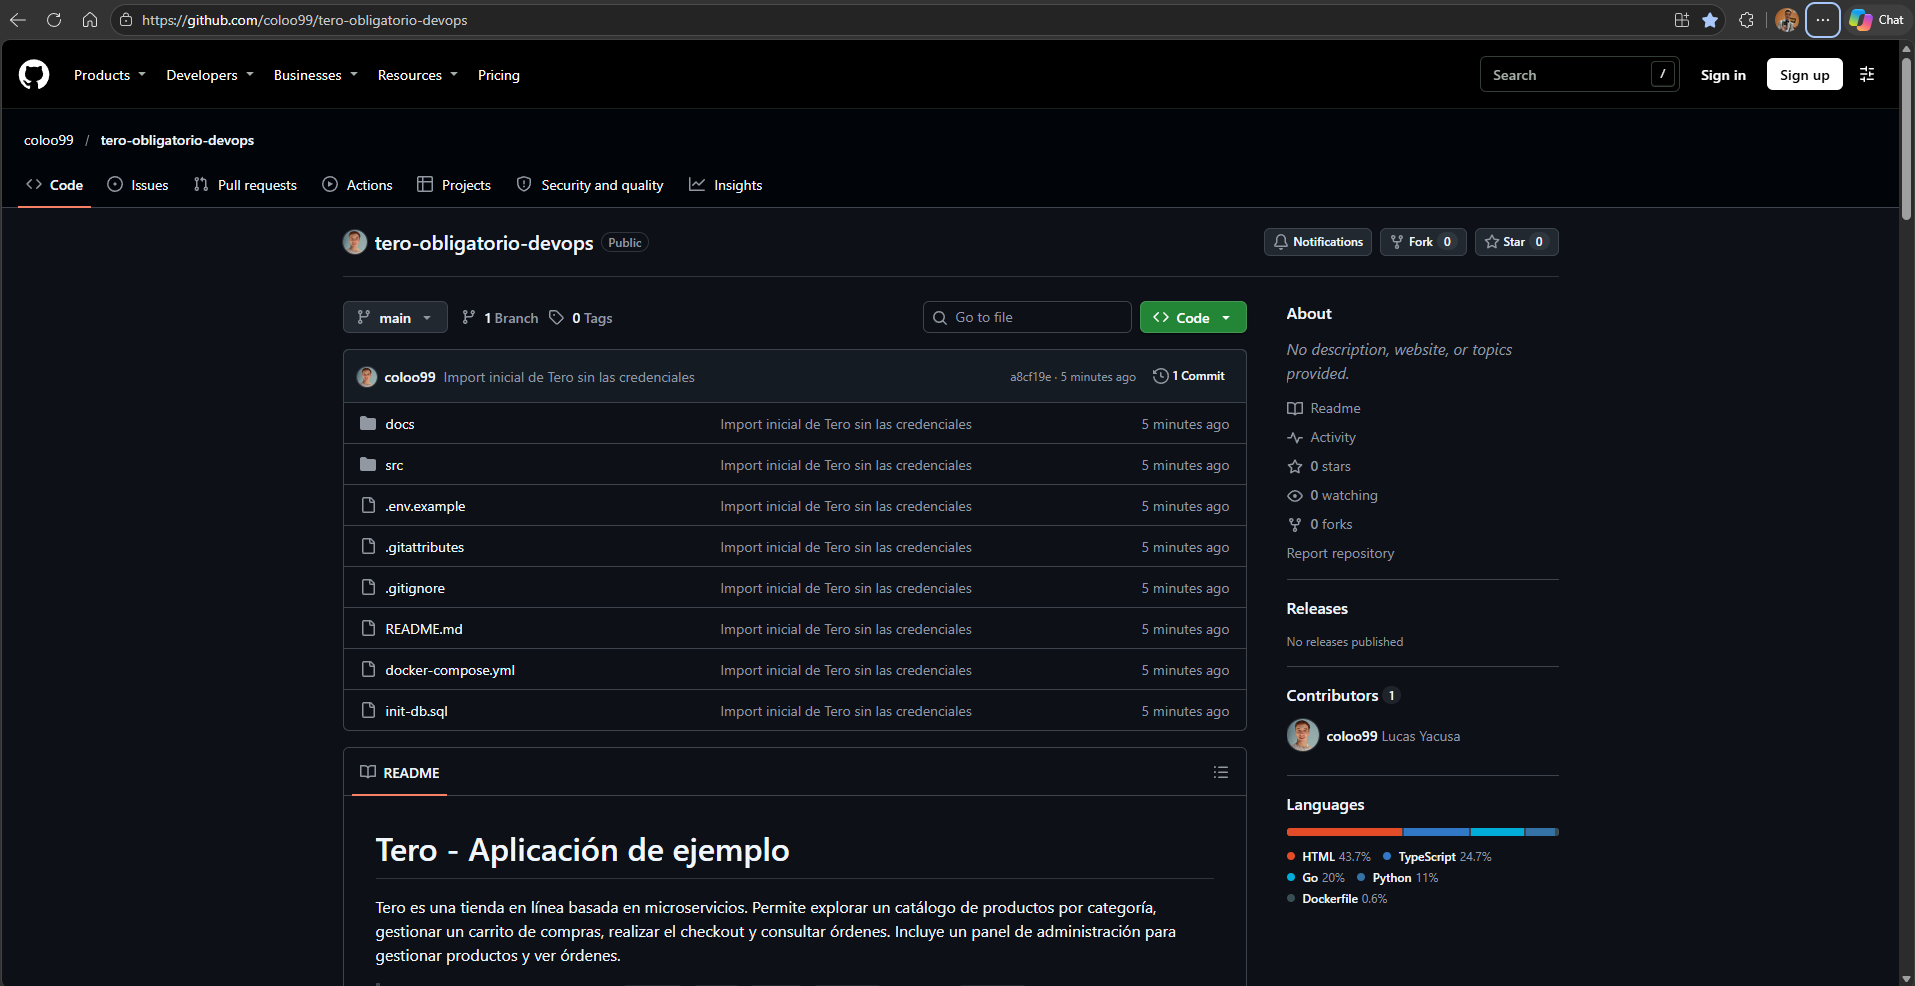 https://github.com/coloo99/tero-obligatorio-devops
Chat
Products Developers Businesses Resources Pricing
Search /
Sign in
Sign up
coloo99 / tero-obligatorio-devops
Code Issues Pull requests Actions Projects Security and quality Insights
tero-obligatorio-devops Public
Notifications Fork 0 Star 0
main 1 Branch 0 Tags
Go to file
Code
coloo99 Import inicial de Tero sin las credenciales a8cf19e · 5 minutes ago 1 Commit
docs Import inicial de Tero sin las credenciales 5 minutes ago
src Import inicial de Tero sin las credenciales 5 minutes ago
.env.example Import inicial de Tero sin las credenciales 5 minutes ago
.gitattributes Import inicial de Tero sin las credenciales 5 minutes ago
.gitignore Import inicial de Tero sin las credenciales 5 minutes ago
README.md Import inicial de Tero sin las credenciales 5 minutes ago
docker-compose.yml Import inicial de Tero sin las credenciales 5 minutes ago
init-db.sql Import inicial de Tero sin las credenciales 5 minutes ago
README
Tero - Aplicación de ejemplo
Tero es una tienda en línea basada en microservicios. Permite explorar un catálogo de productos por categoría,
gestionar un carrito de compras, realizar el checkout y consultar órdenes. Incluye un panel de administración para
gestionar productos y ver órdenes.
About
No description, website, or topics
provided.
Readme
Activity
0 stars
0 watching
0 forks
Report repository
Releases
No releases published
Contributors 1
coloo99 Lucas Yacusa
Languages
HTML 43.7% TypeScript 24.7%
Go 20% Python 11%
Dockerfile 0.6%